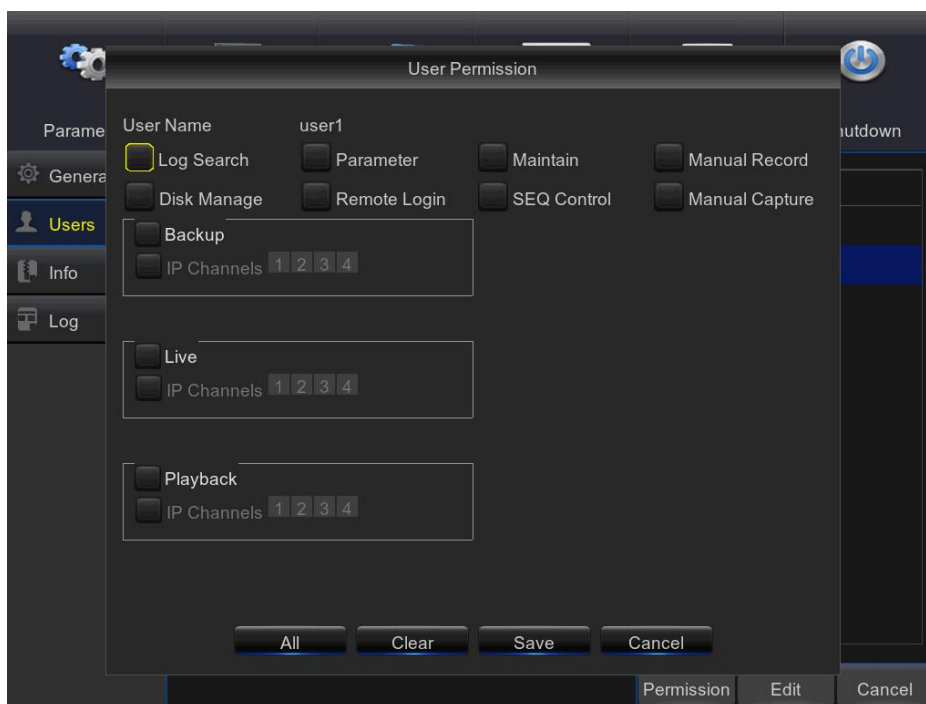 User Permission
Parame
utdown
User Name user1
Log Search Parameter Maintain Manual Record
Disk Manage Remote Login SEQ Control Manual Capture
Genera
Users
Info
Log
Backup
IP Channels 1 2 3 4
Live
IP Channels 1 2 3 4
Playback
IP Channels 1 2 3 4
All Clear Save Cancel
Permission Edit Cancel